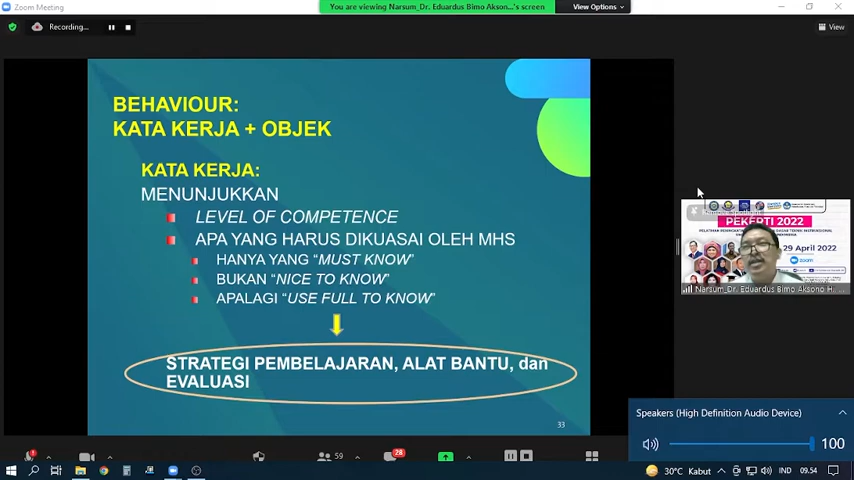 Zoom Meeting
You are viewing Narsum_Dr. Eduardus Bimo Akson...'s screen
View Options
Recording...
View
BEHAVIOUR:
KATA KERJA + OBJEK
KATA KERJA:
MENUNJUKKAN
LEVEL OF COMPETENCE
APA YANG HARUS DIKUASAI OLEH MHS
HANYA YANG "MUST KNOW"
BUKAN "NICE TO KNOW"
APALAGI "USE FULL TO KNOW"
STRATEGI PEMBELAJARAN, ALAT BANTU, dan
EVALUASI
33
PEKERTI 2022
29 April 2022
zoom
Narsum_Dr. Eduardus Bimo Aksono H...
Speakers (High Definition Audio Device)
100
59
28
30°C Kabut
IND
09.54